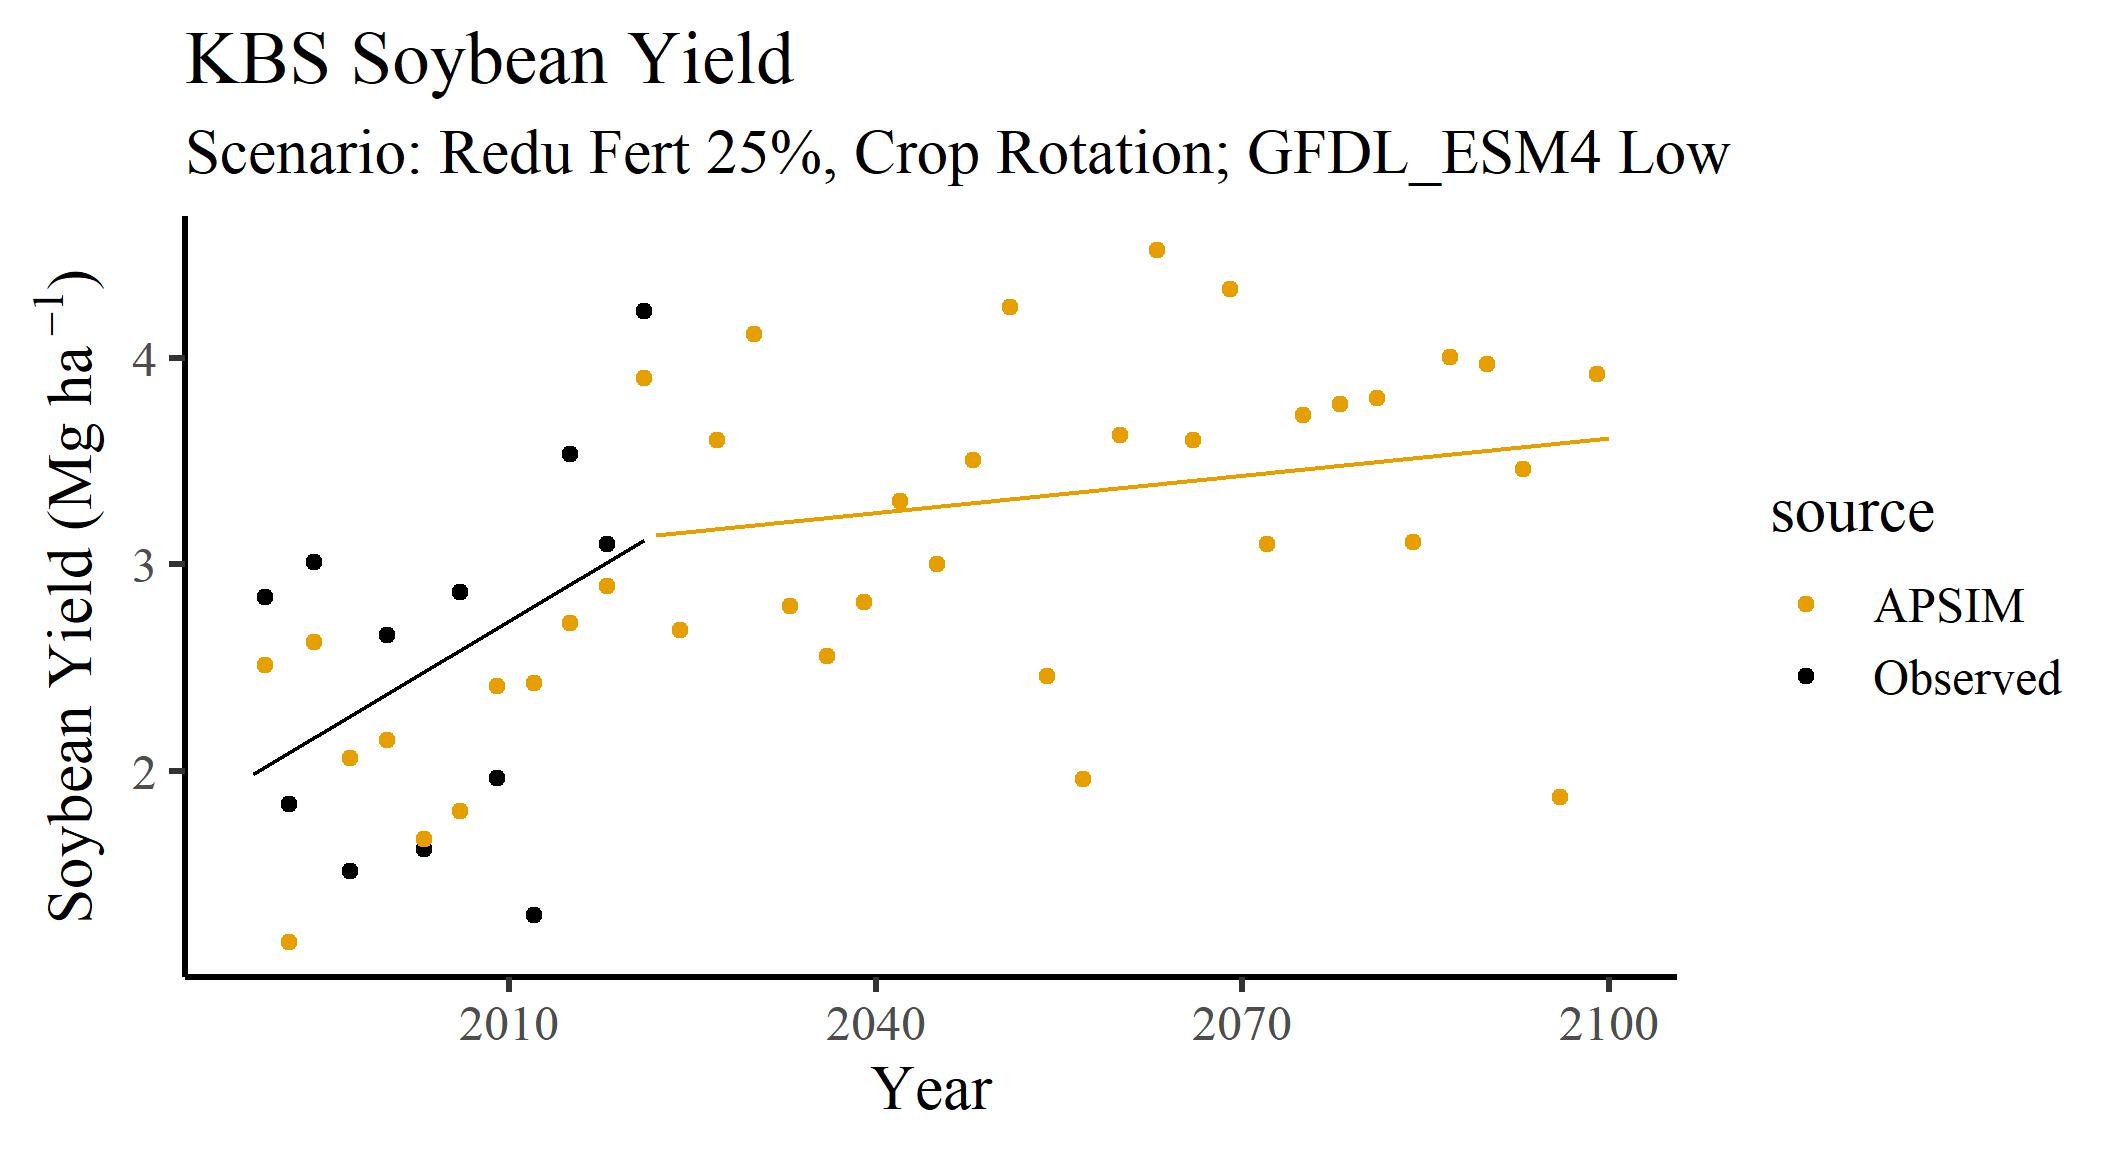 KBS Soybean Yield
Scenario: Redu Fert 25%, Crop Rotation; GFDL_ESM4 Low
Soybean Yield (Mg ha⁻¹)
4
3
2
2010 2040 2070 2100
Year
source
APSIM
Observed